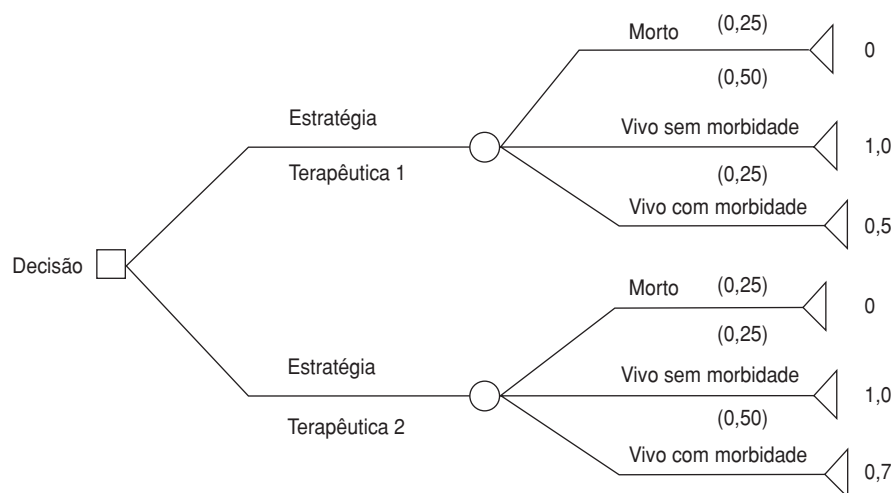 Morto (0,25)
0
(0,50)
Estratégia
Vivo sem morbidade
1,0
Terapêutica 1
(0,25)
Vivo com morbidade
0,5
Decisão
Morto (0,25)
0
(0,25)
Estratégia
Vivo sem morbidade
1,0
Terapêutica 2
(0,50)
Vivo com morbidade
0,7